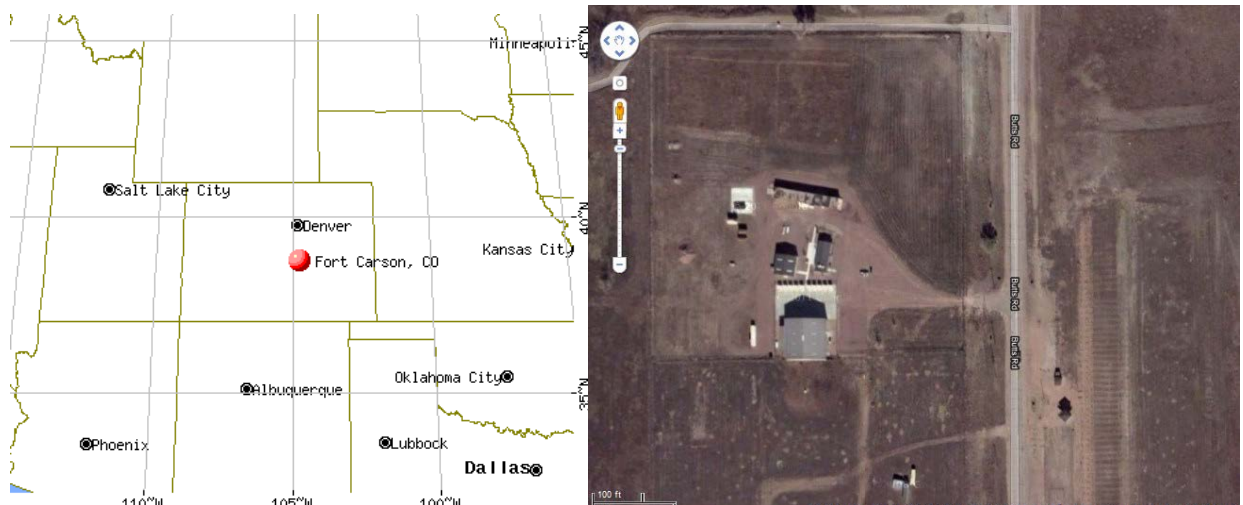 Minneapolis
45~N
Salt Lake City
40~N
Denver
Kansas City
Fort Carson, CO
Oklahoma City
Albuquerque
35~N
Phoenix
Lubbock
Dallas
110~W
105~W
100~W
Butts Rd
Butts Rd
Butts Rd
100 ft